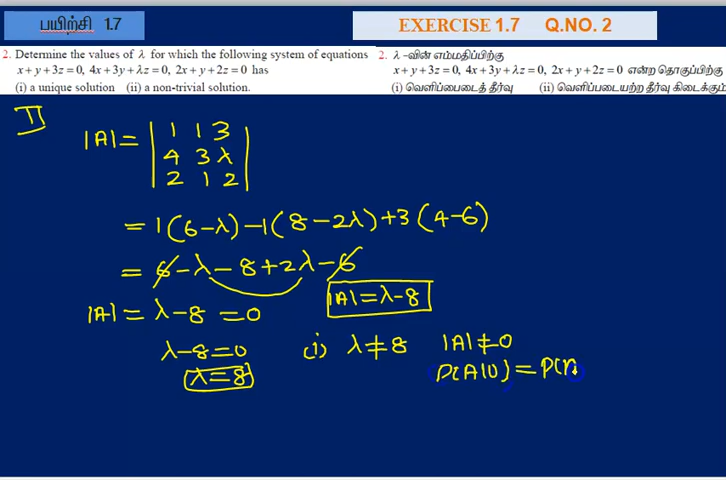 பயிற்சி 1.7
EXERCISE 1.7 Q.NO. 2
2. Determine the values of λ for which the following system of equations
x+y+3z=0, 4x+3y+λz=0, 2x+y+2z=0 has
(i) a unique solution (ii) a non-trivial solution.
2. λ -வின் எம்மதிப்பிற்கு
x+y+3z=0, 4x+3y+λz=0, 2x+y+2z=0 என்ற தொகுப்பிற்கு
(i) வெளிப்படைத் தீர்வு (ii) வெளிப்படையற்ற தீர்வு கிடைக்கும்
II
|A| = | 1 1 3
4 3 λ
2 1 2 |
= 1(6-λ) -1(8-2λ) +3(4-6)
= 6-λ-8+2λ-6
|A| = λ-8
|A| = λ-8 = 0
λ-8=0
λ=8
(i) λ≠8 |A|≠0
ρ(A|0) = ρ(